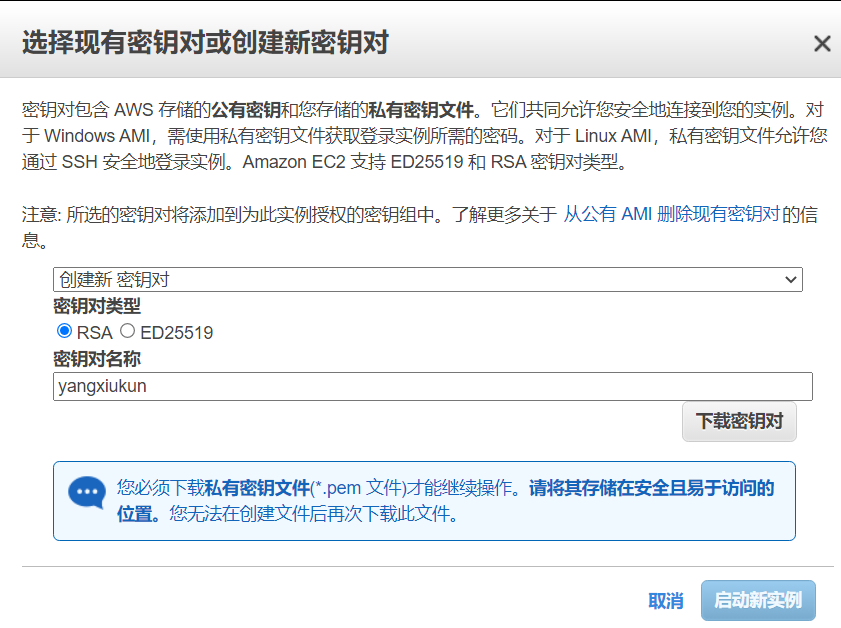 选择现有密钥对或创建新密钥对
密钥对包含 AWS 存储的公有密钥和您存储的私有密钥文件。它们共同允许您安全地连接到您的实例。对
于 Windows AMI，需使用私有密钥文件获取登录实例所需的密码。对于 Linux AMI，私有密钥文件允许您
通过 SSH 安全地登录实例。Amazon EC2 支持 ED25519 和 RSA 密钥对类型。
注意: 所选的密钥对将添加到为此实例授权的密钥组中。了解更多关于 从公有 AMI 删除现有密钥对的信
息。
创建新 密钥对
密钥对类型
RSA ED25519
密钥对名称
yangxiukun
下载密钥对
您必须下载私有密钥文件(*.pem 文件)才能继续操作。请将其存储在安全且易于访问的
位置。您无法在创建文件后再次下载此文件。
取消 启动新实例